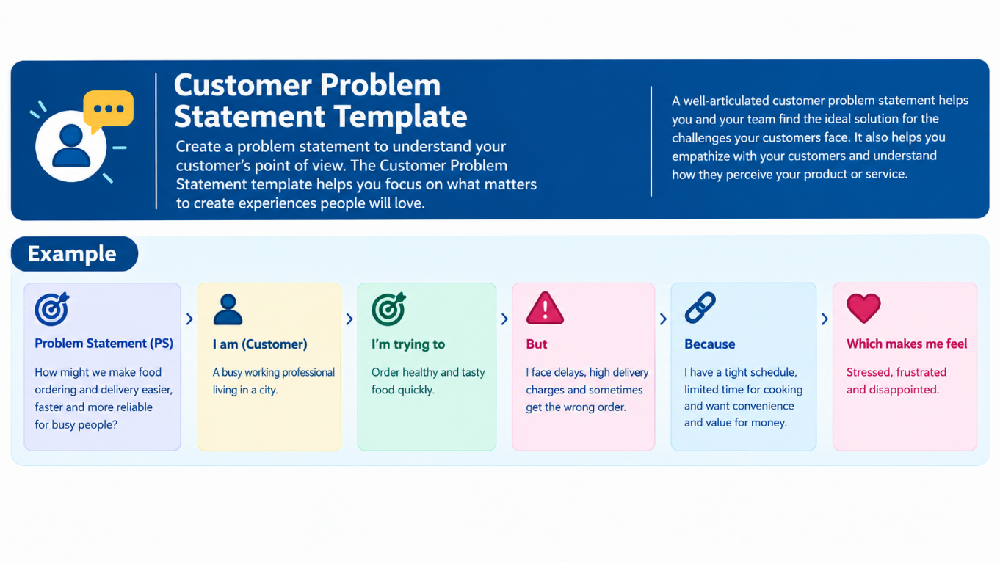 Customer Problem
Statement Template
Create a problem statement to understand your
customer's point of view. The Customer Problem
Statement template helps you focus on what matters
to create experiences people will love.
A well-articulated customer problem statement helps
you and your team find the ideal solution for the
challenges your customers face. It also helps you
empathize with your customers and understand
how they perceive your product or service.
Example
Problem Statement (PS)
How might we make food
ordering and delivery easier,
faster and more reliable
for busy people?
I am (Customer)
A busy working professional
living in a city.
I'm trying to
Order healthy and tasty
food quickly.
But
I face delays, high delivery
charges and sometimes
get the wrong order.
Because
I have a tight schedule,
limited time for cooking
and want convenience
and value for money.
Which makes me feel
Stressed, frustrated
and disappointed.